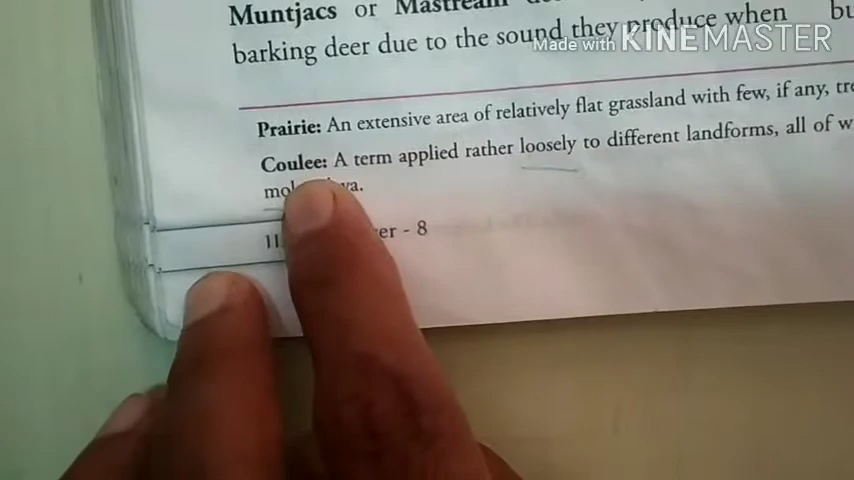 Muntjacs or Mastreani
barking deer due to the sound they produce when
Made with KINEMASTER
Prairie: An extensive area of relatively flat grassland with few, if any,
Coulee: A term applied rather loosely to different landforms, all of
- 8